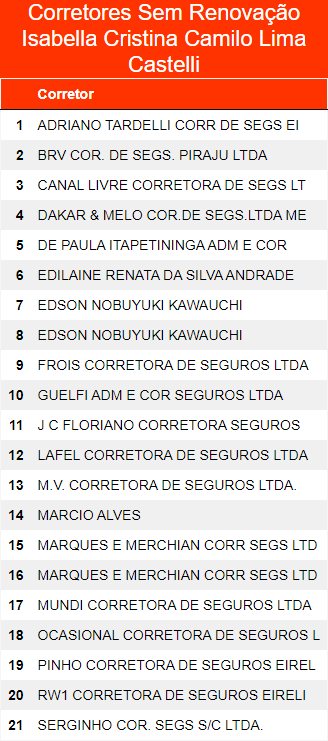 Corretores Sem Renovação
Isabella Cristina Camilo Lima
Castelli
Corretor
1 ADRIANO TARDELLI CORR DE SEGS EI
2 BRV COR. DE SEGS. PIRAJU LTDA
3 CANAL LIVRE CORRETORA DE SEGS LT
4 DAKAR & MELO COR.DE SEGS.LTDA ME
5 DE PAULA ITAPETININGA ADM E COR
6 EDILAINE RENATA DA SILVA ANDRADE
7 EDSON NOBUYUKI KAWAUCHI
8 EDSON NOBUYUKI KAWAUCHI
9 FROIS CORRETORA DE SEGUROS LTDA
10 GUELFI ADM E COR SEGUROS LTDA
11 J C FLORIANO CORRETORA SEGUROS
12 LAFEL CORRETORA DE SEGUROS LTDA
13 M.V. CORRETORA DE SEGUROS LTDA.
14 MARCIO ALVES
15 MARQUES E MERCHIAN CORR SEGS LTD
16 MARQUES E MERCHIAN CORR SEGS LTD
17 MUNDI CORRETORA DE SEGUROS LTDA
18 OCASIONAL CORRETORA DE SEGUROS L
19 PINHO CORRETORA DE SEGUROS EIREL
20 RW1 CORRETORA DE SEGUROS EIRELI
21 SERGINHO COR. SEGS S/C LTDA.